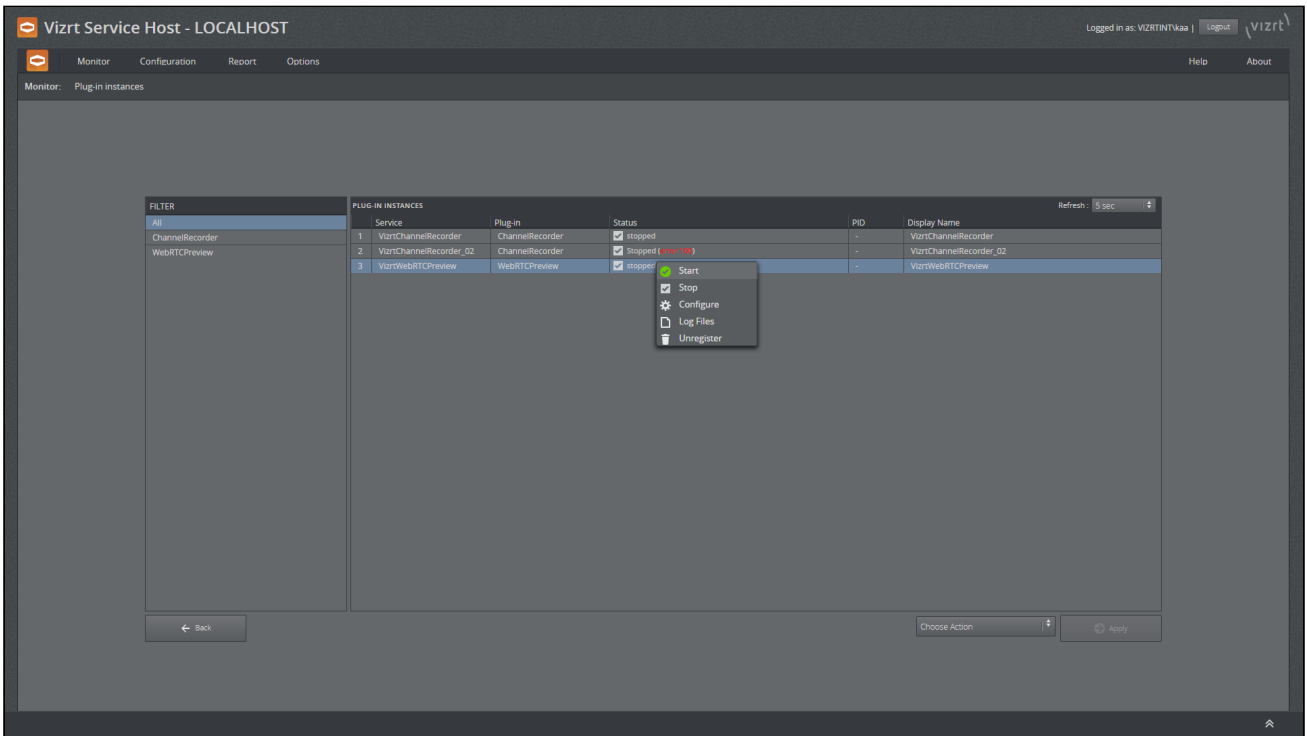 Vizrt Service Host - LOCALHOST
Logged in as: VIZRTINT\kaa | Logout vizrt
Monitor Configuration Report Options Help About
Monitor: Plug-in instances
FILTER
All
ChannelRecorder
WebRTCPreview
PLUG-IN INSTANCES Refresh : 5 sec
Service Plug-in Status PID Display Name
1 VizrtChannelRecorder ChannelRecorder stopped - VizrtChannelRecorder
2 VizrtChannelRecorder_02 ChannelRecorder Stopped ( ) - VizrtChannelRecorder_02
3 VizrtWebRTCPreview WebRTCPreview stopped - VizrtWebRTCPreview
Start
Stop
Configure
Log Files
Unregister
Back
Choose Action
Apply